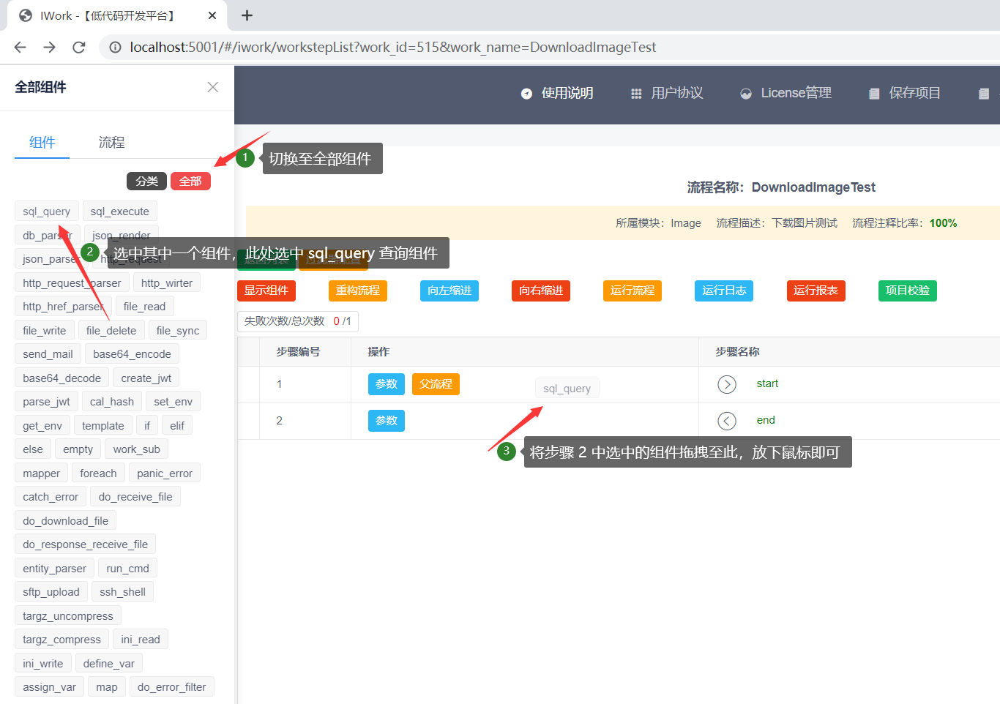 IWork -【低代码开发平台】
localhost:5001/#/iwork/workstepList?work_id=515&work_name=DownloadImageTest
全部组件
使用说明 用户协议 License管理 保存项目
组件 流程
1 切换至全部组件
分类 全部
流程名称：DownloadImageTest
sql_query sql_execute
所属模块：Image 流程描述：下载图片测试 流程注释比率：100%
db_parser json_render
2 选中其中一个组件，此处选中 sql_query 查询组件
json_parser http_request
返回列表 过滤器配置
http_request_parser http_wirter
显示组件 重构流程 向左缩进 向右缩进 运行流程 运行日志 运行报表 项目校验
http_href_parser file_read
失败次数/总次数 0 /1
file_write file_delete file_sync
步骤编号 操作 步骤名称
send_mail base64_encode
base64_decode create_jwt
1 参数 父流程 sql_query start
parse_jwt cal_hash set_env
get_env template if elif
2 参数 end
else empty work_sub
3 将步骤 2 中选中的组件拖拽至此，放下鼠标即可
mapper foreach panic_error
catch_error do_receive_file
do_download_file
do_response_receive_file
entity_parser run_cmd
sftp_upload ssh_shell
targz_uncompress
targz_compress ini_read
ini_write define_var
assign_var map do_error_filter